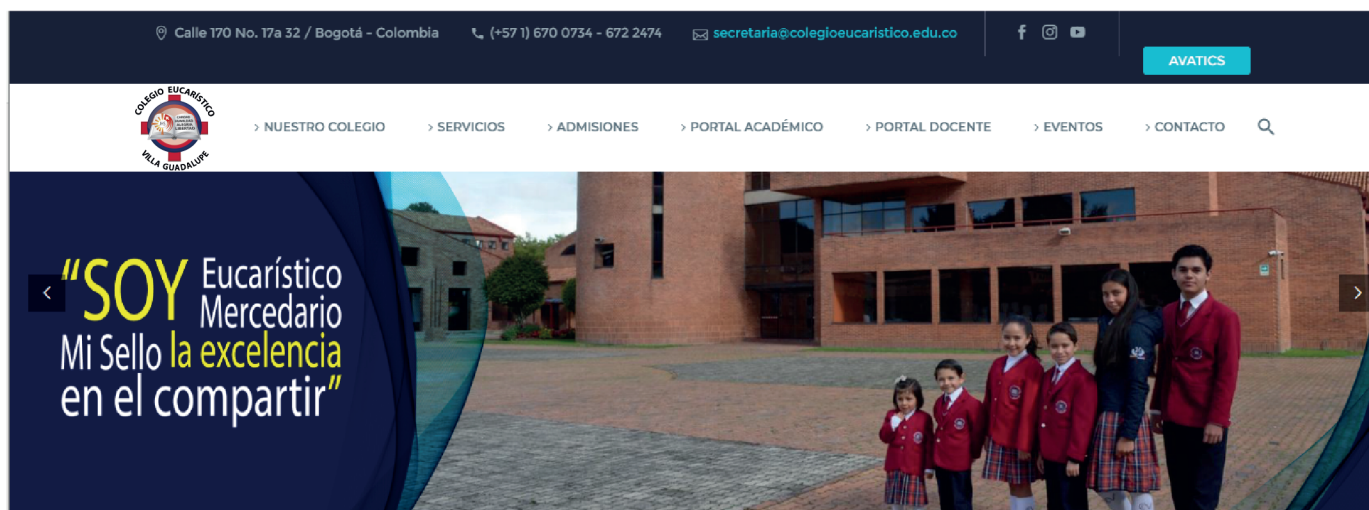 Calle 170 No. 17a 32 / Bogotá - Colombia
(+57 1) 670 0734 - 672 2474
secretaria@colegioeucaristico.edu.co
AVATICS
COLEGIO EUCARÍSTICO
VILLA GUADALUPE
> NUESTRO COLEGIO
> SERVICIOS
> ADMISIONES
> PORTAL ACADÉMICO
> PORTAL DOCENTE
> EVENTOS
> CONTACTO
"SOY Eucarístico
Mercedario
Mi Sello la excelencia
en el compartir"